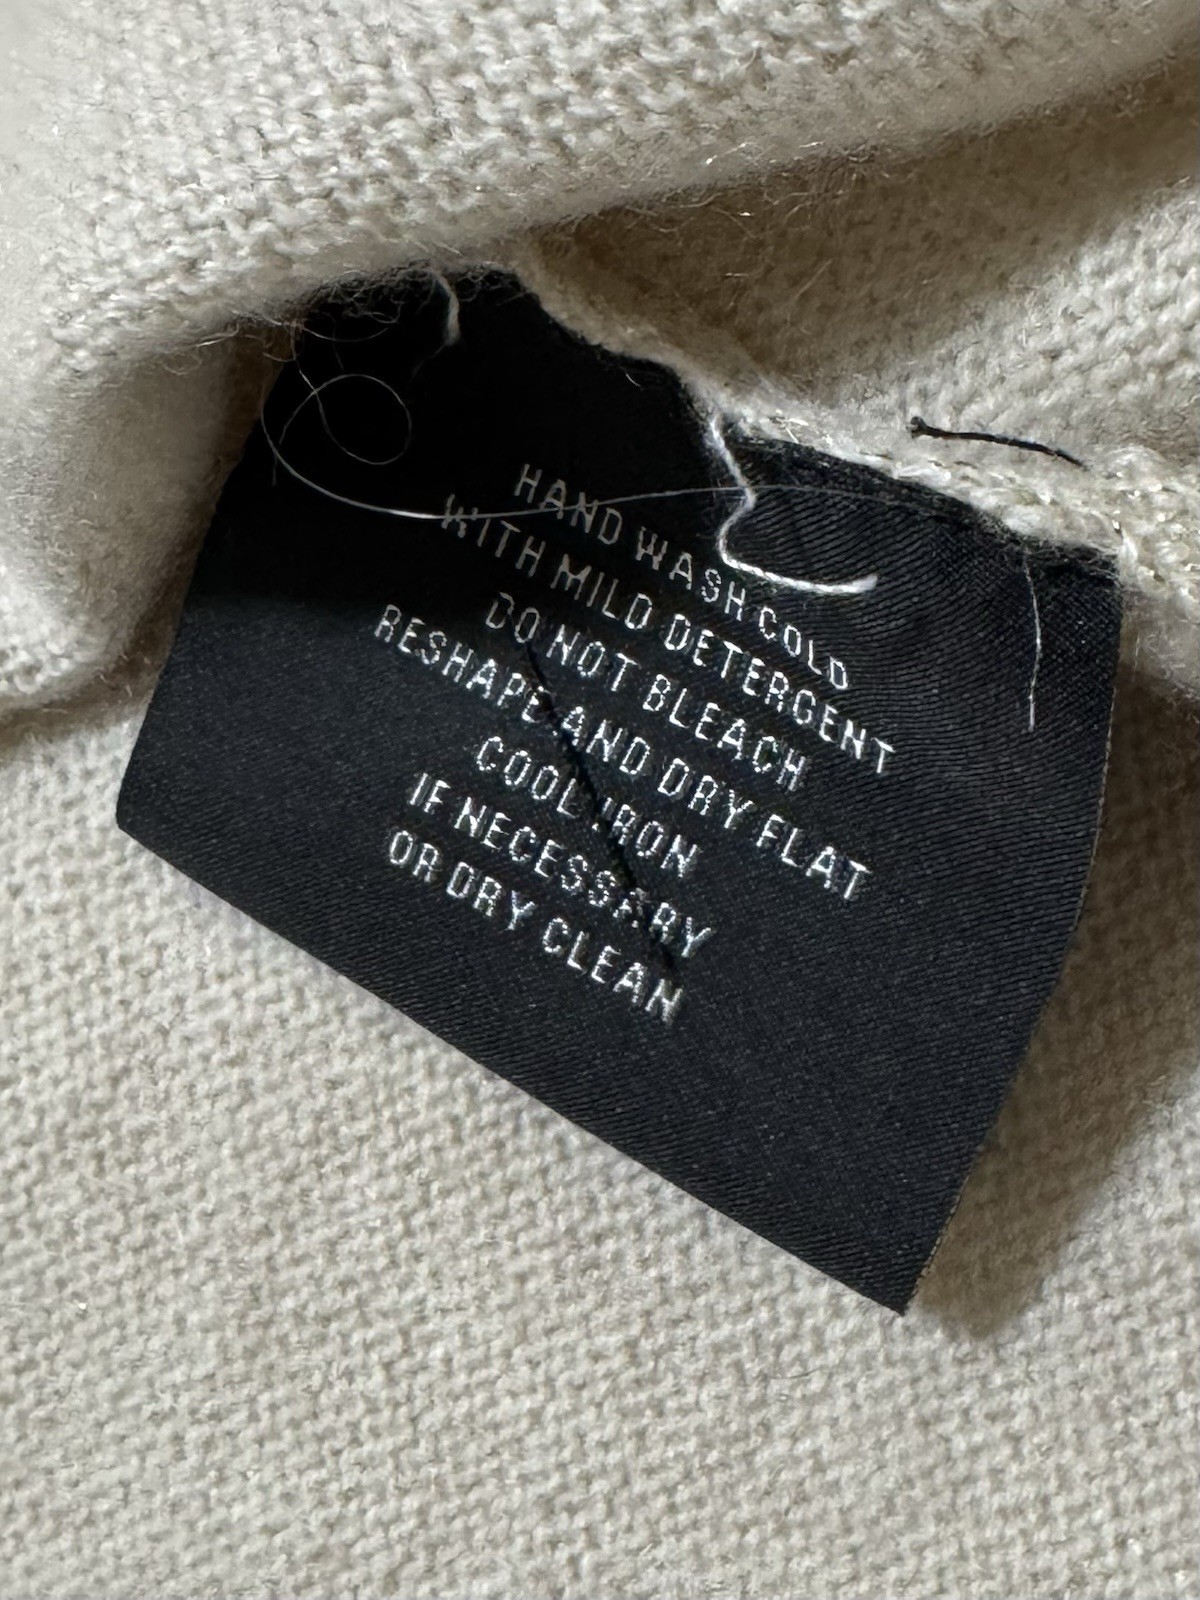 HAND WASH COLD
WITH MILD DETERGENT
DO NOT BLEACH
RESHAPE AND DRY FLAT
COOL IRON
IF NECESSARY
OR DRY CLEAN